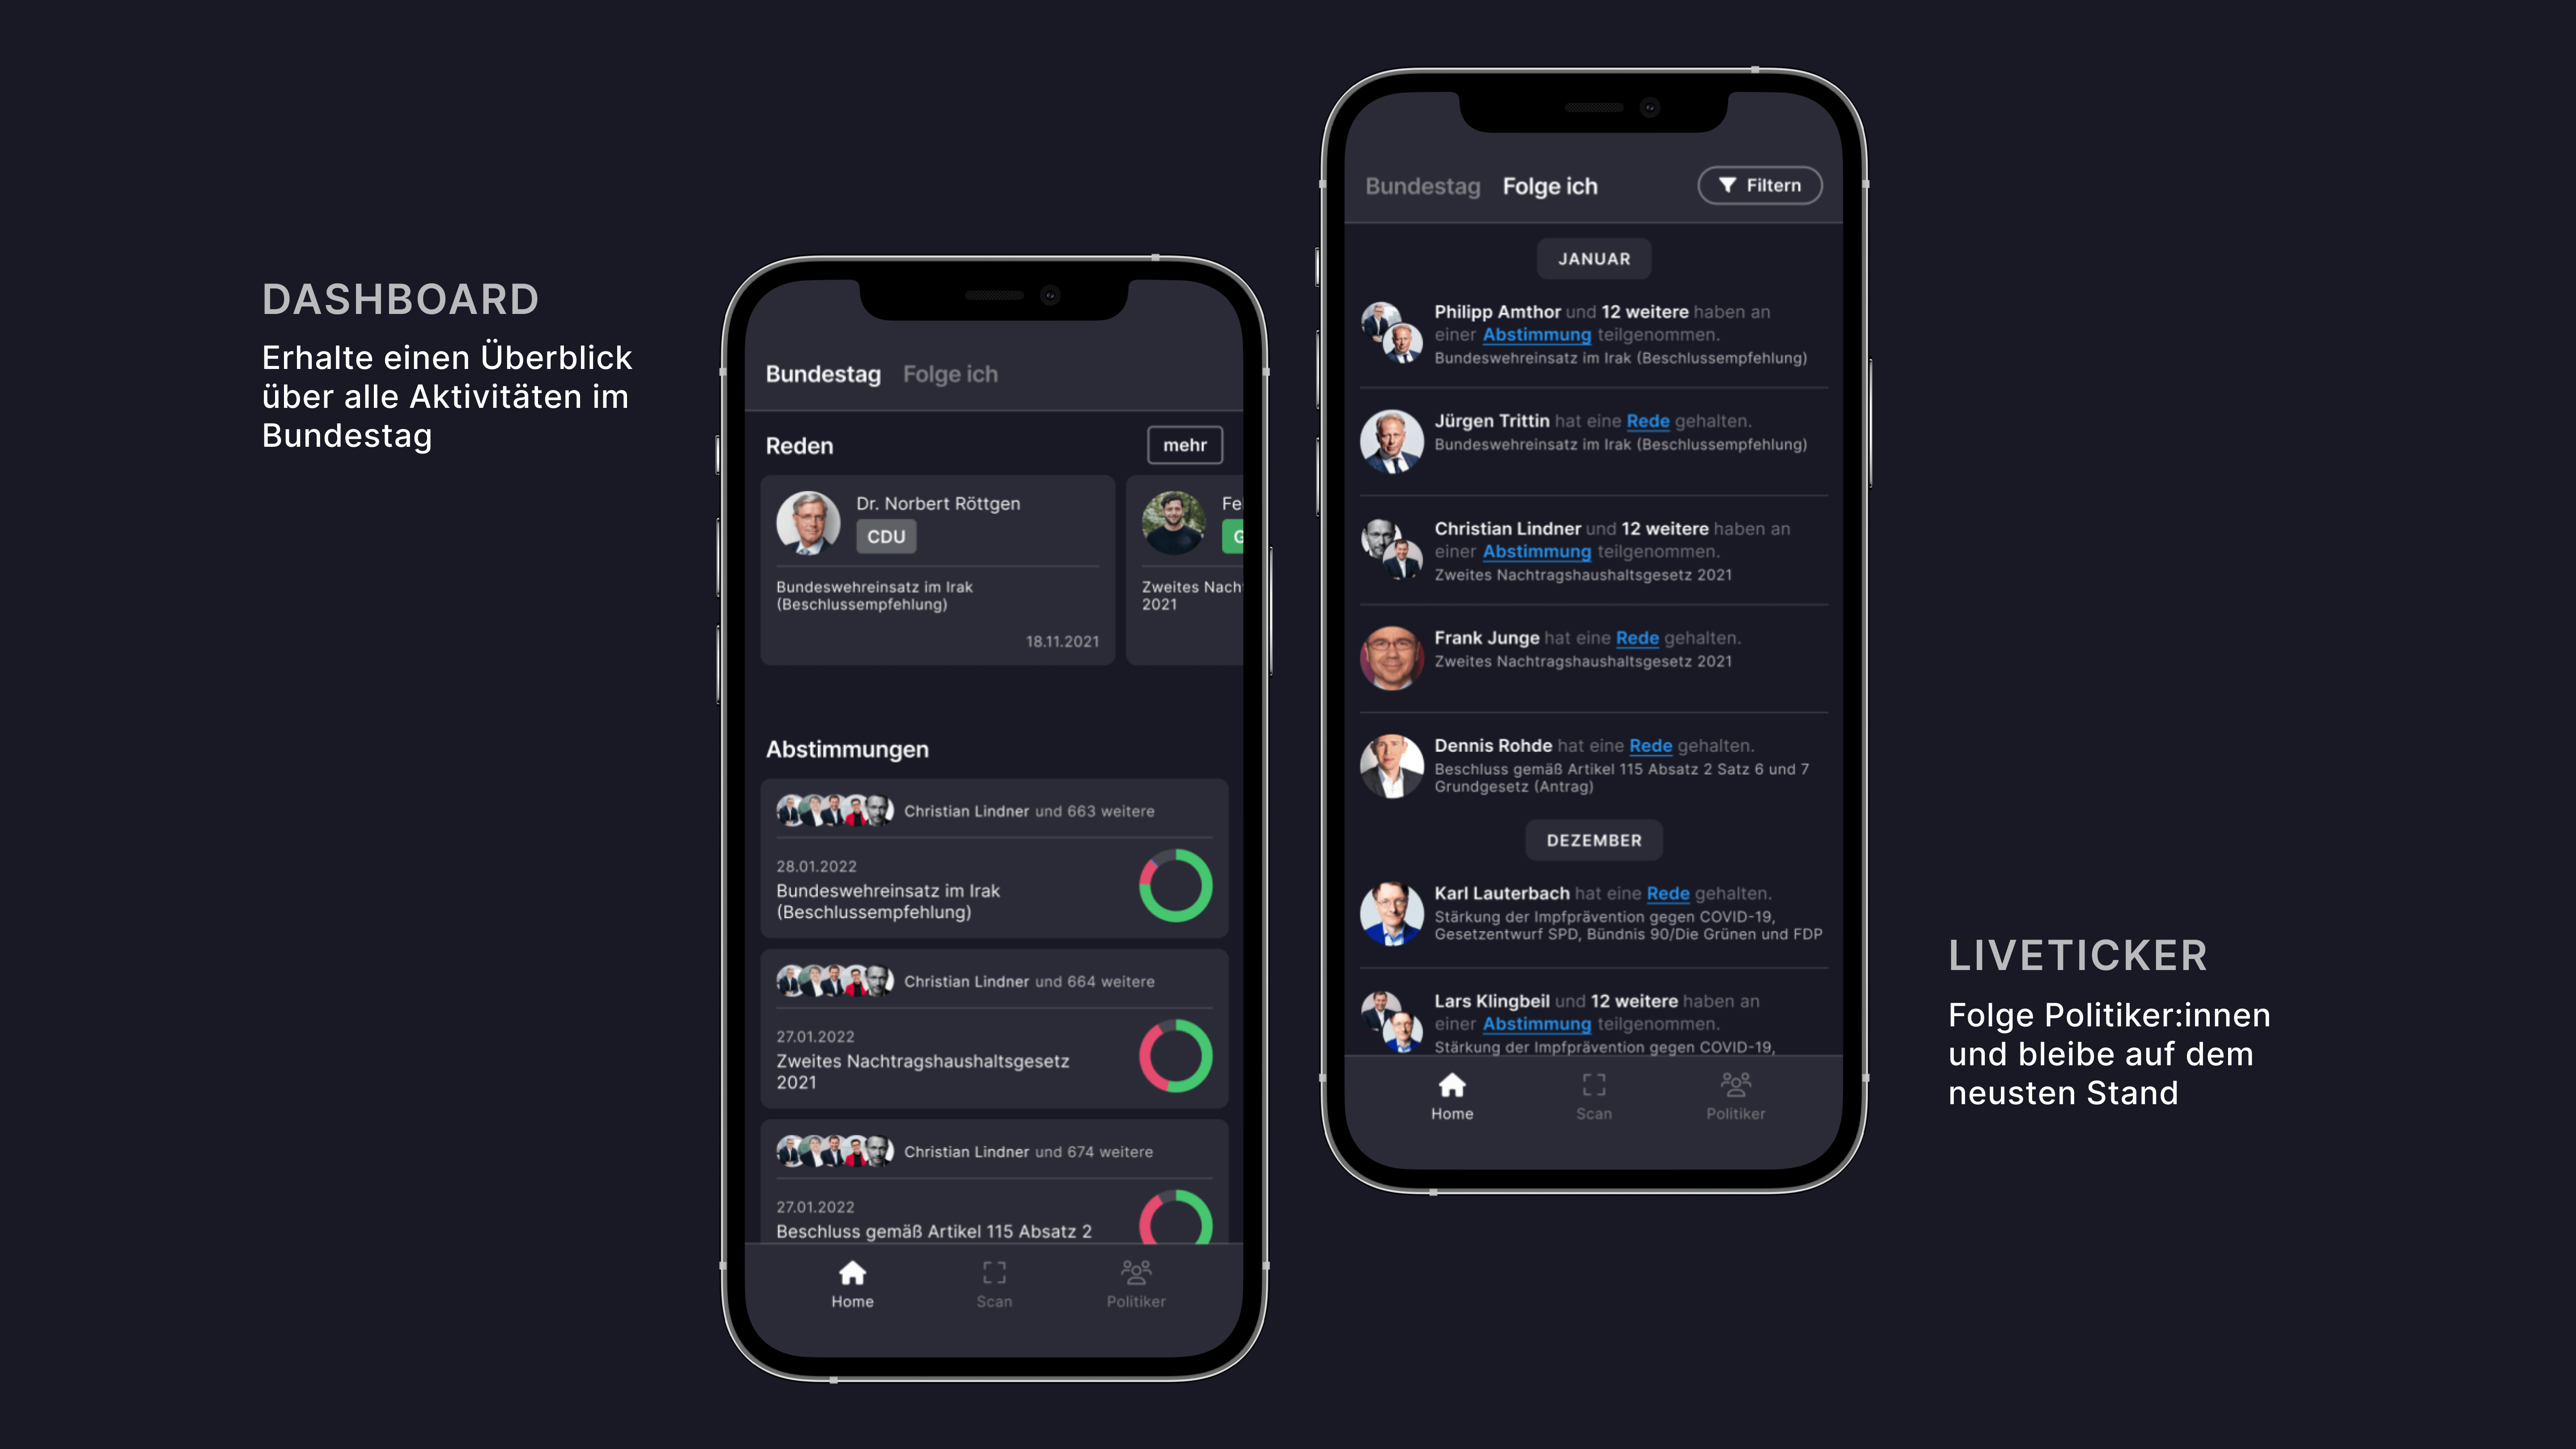 DASHBOARD
Erhalte einen Überblick
über alle Aktivitäten im
Bundestag
Bundestag Folge ich
Reden mehr
Dr. Norbert Röttgen
CDU
Bundeswehreinsatz im Irak
(Beschlussempfehlung)
18.11.2021
Fe
G
Zweites Nach
2021
Abstimmungen
Christian Lindner und 663 weitere
28.01.2022
Bundeswehreinsatz im Irak
(Beschlussempfehlung)
Christian Lindner und 664 weitere
27.01.2022
Zweites Nachtragshaushaltsgesetz
2021
Christian Lindner und 674 weitere
27.01.2022
Beschluss gemäß Artikel 115 Absatz 2
Home Scan Politiker
Bundestag Folge ich Filtern
JANUAR
Philipp Amthor und 12 weitere haben an
einer Abstimmung teilgenommen.
Bundeswehreinsatz im Irak (Beschlussempfehlung)
Jürgen Trittin hat eine Rede gehalten.
Bundeswehreinsatz im Irak (Beschlussempfehlung)
Christian Lindner und 12 weitere haben an
einer Abstimmung teilgenommen.
Zweites Nachtragshaushaltsgesetz 2021
Frank Junge hat eine Rede gehalten.
Zweites Nachtragshaushaltsgesetz 2021
Dennis Rohde hat eine Rede gehalten.
Beschluss gemäß Artikel 115 Absatz 2 Satz 6 und 7
Grundgesetz (Antrag)
DEZEMBER
Karl Lauterbach hat eine Rede gehalten.
Stärkung der Impfprävention gegen COVID-19,
Gesetzentwurf SPD, Bündnis 90/Die Grünen und FDP
Lars Klingbeil und 12 weitere haben an
einer Abstimmung teilgenommen.
Stärkung der Impfprävention gegen COVID-19,
Home Scan Politiker
LIVETICKER
Folge Politiker:innen
und bleibe auf dem
neusten Stand